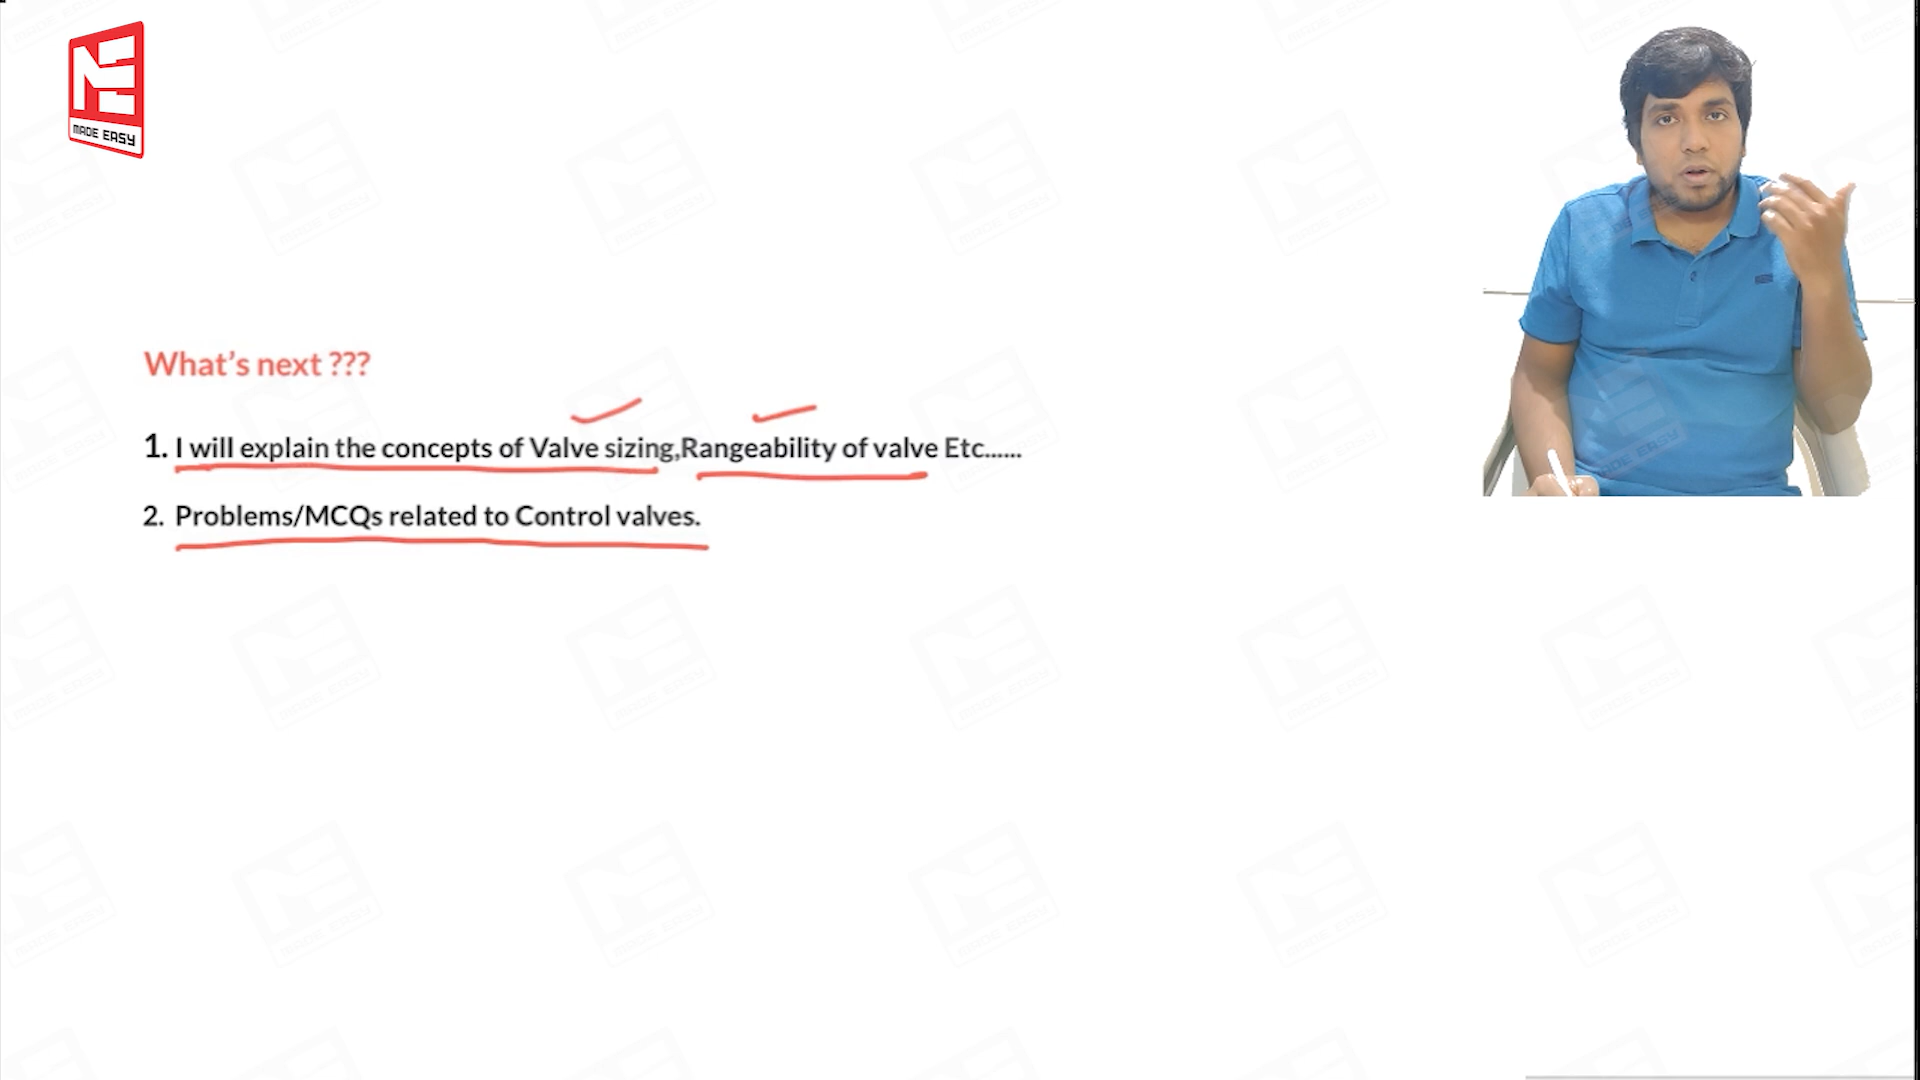 MADE EASY
What's next ???
1. I will explain the concepts of Valve sizing,Rangeability of valve Etc......
2. Problems/MCQs related to Control valves.